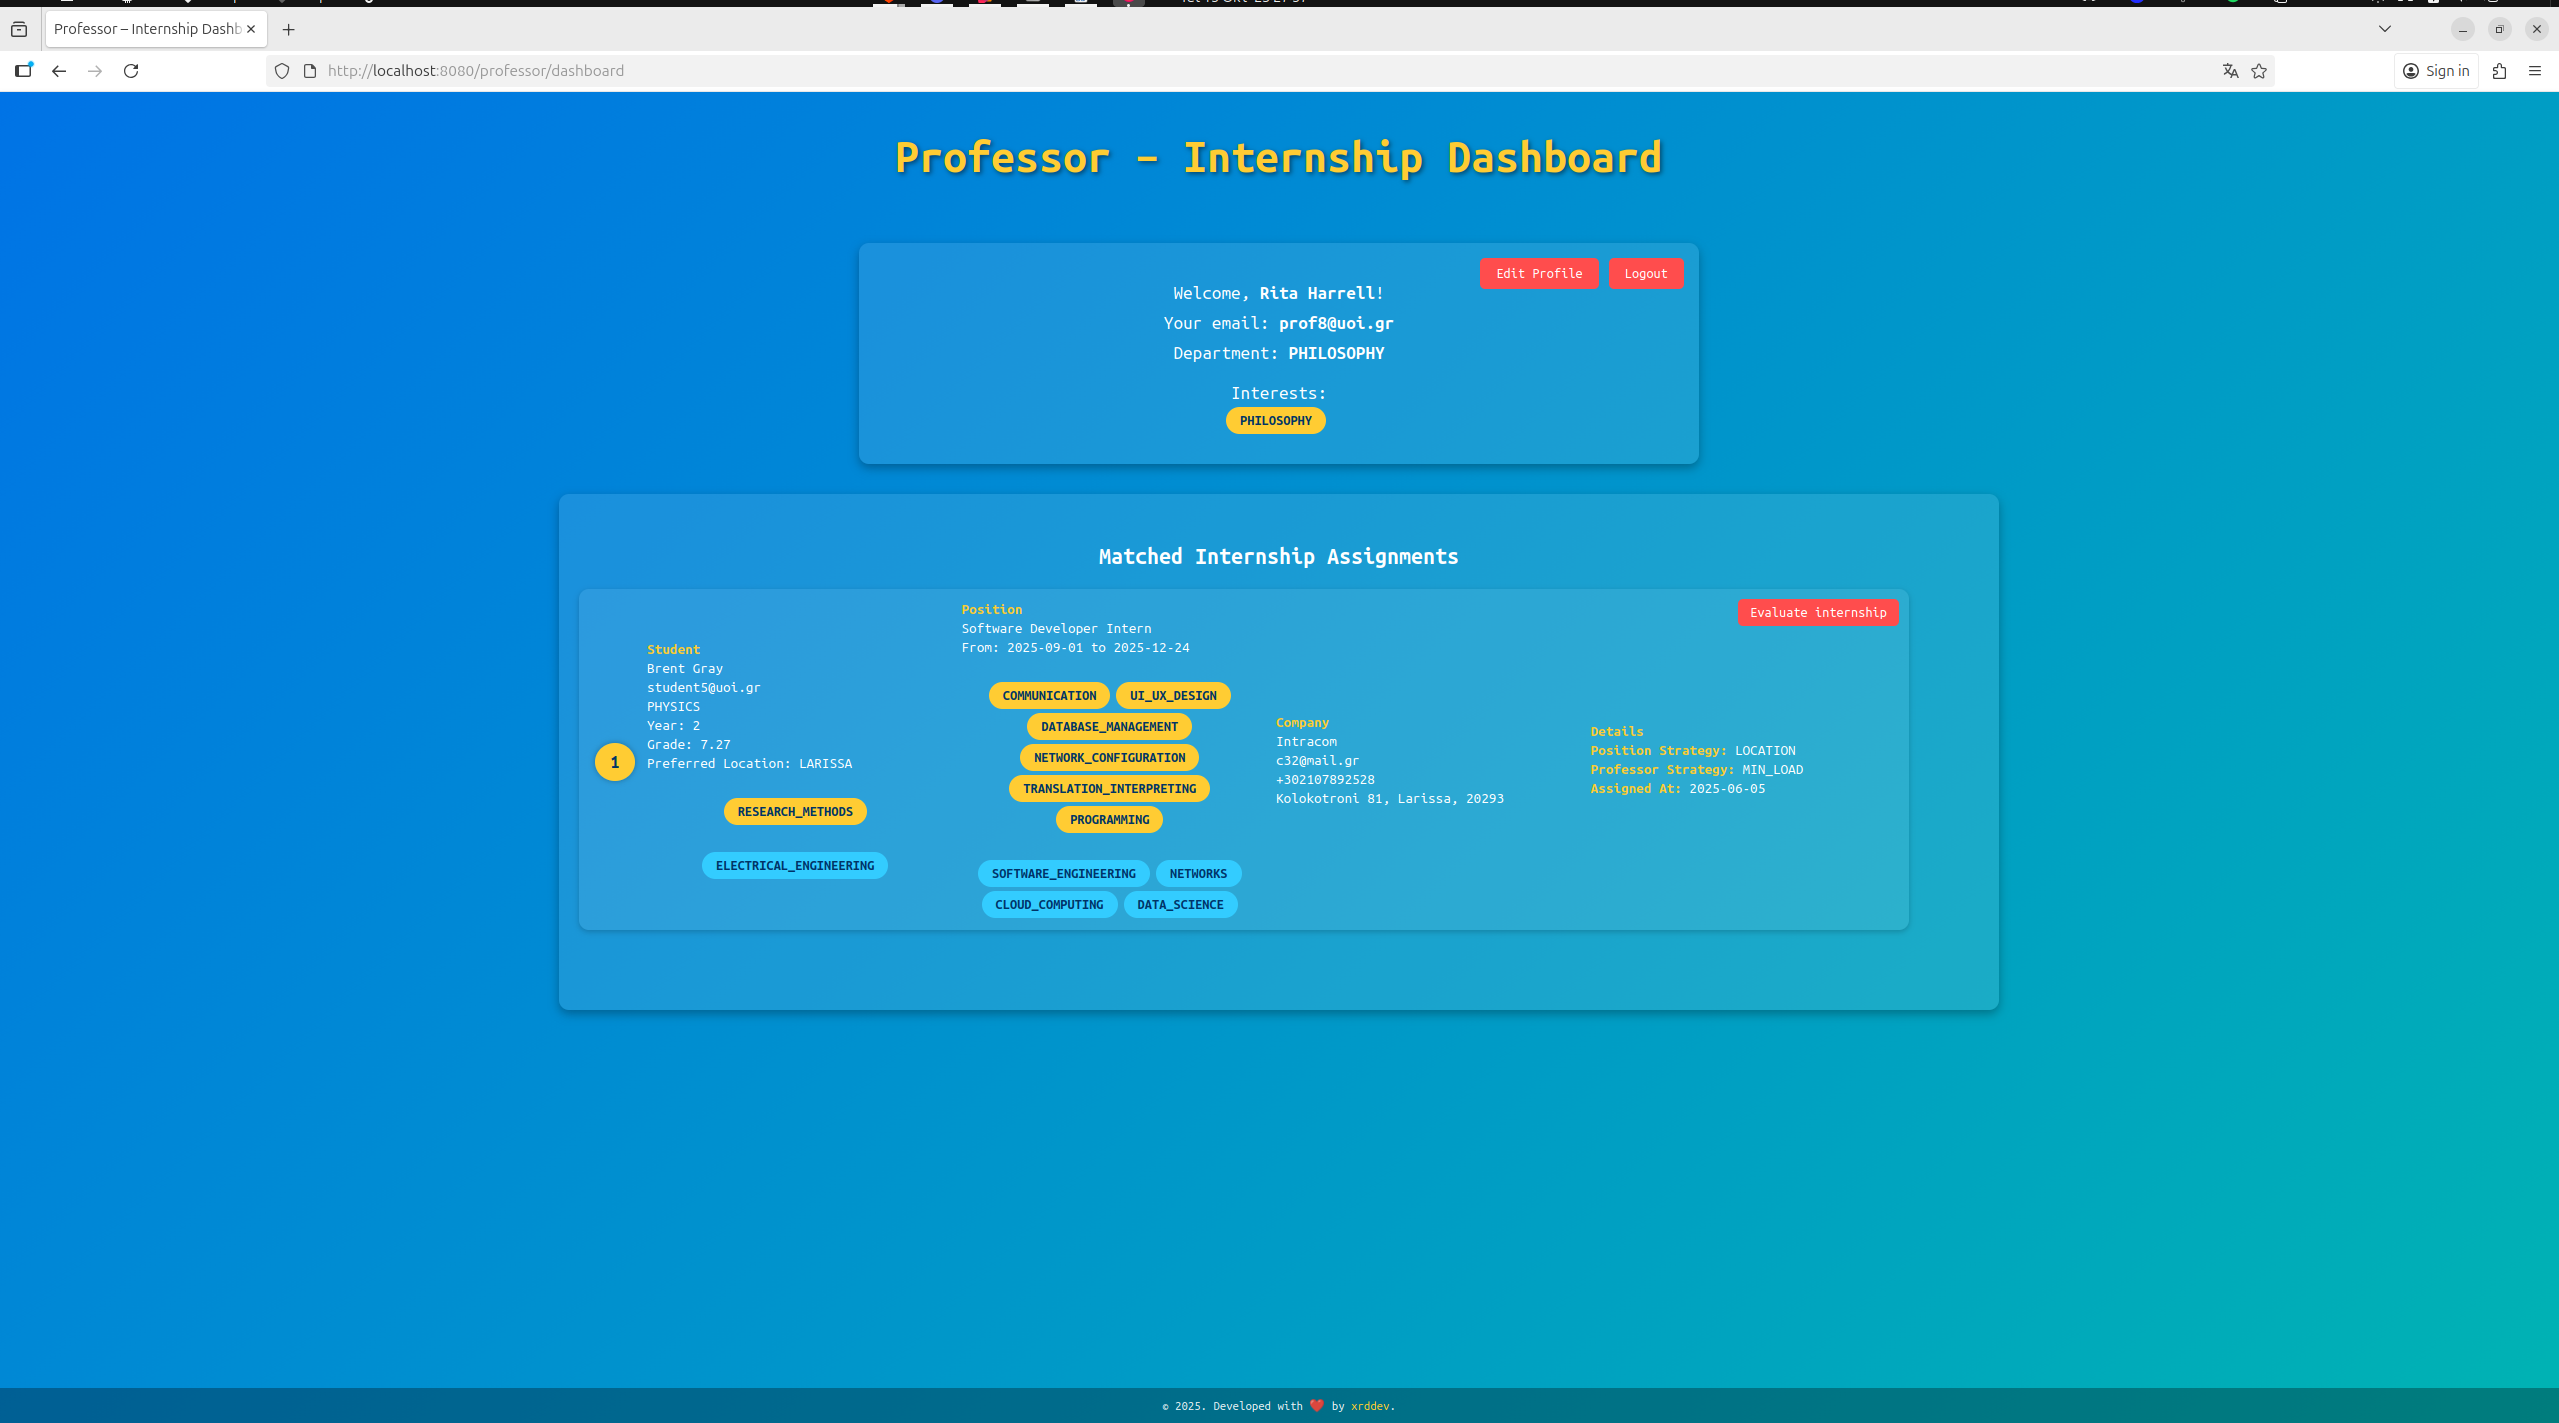 Professor – Internship Dashb
http://localhost:8080/professor/dashboard
Sign in
Professor – Internship Dashboard
Edit Profile
Logout
Welcome, Rita Harrell!
Your email: prof8@uoi.gr
Department: PHILOSOPHY
Interests:
PHILOSOPHY
Matched Internship Assignments
Evaluate internship
1
Student
Brent Gray
student5@uoi.gr
PHYSICS
Year: 2
Grade: 7.27
Preferred Location: LARISSA
RESEARCH_METHODS
ELECTRICAL_ENGINEERING
Position
Software Developer Intern
From: 2025-09-01 to 2025-12-24
COMMUNICATION UI_UX_DESIGN
DATABASE_MANAGEMENT
NETWORK_CONFIGURATION
TRANSLATION_INTERPRETING
PROGRAMMING
SOFTWARE_ENGINEERING NETWORKS
CLOUD_COMPUTING DATA_SCIENCE
Company
Intracom
c32@mail.gr
+302107892528
Kolokotroni 81, Larissa, 20293
Details
Position Strategy: LOCATION
Professor Strategy: MIN_LOAD
Assigned At: 2025-06-05
© 2025. Developed with ❤️ by xrddev.